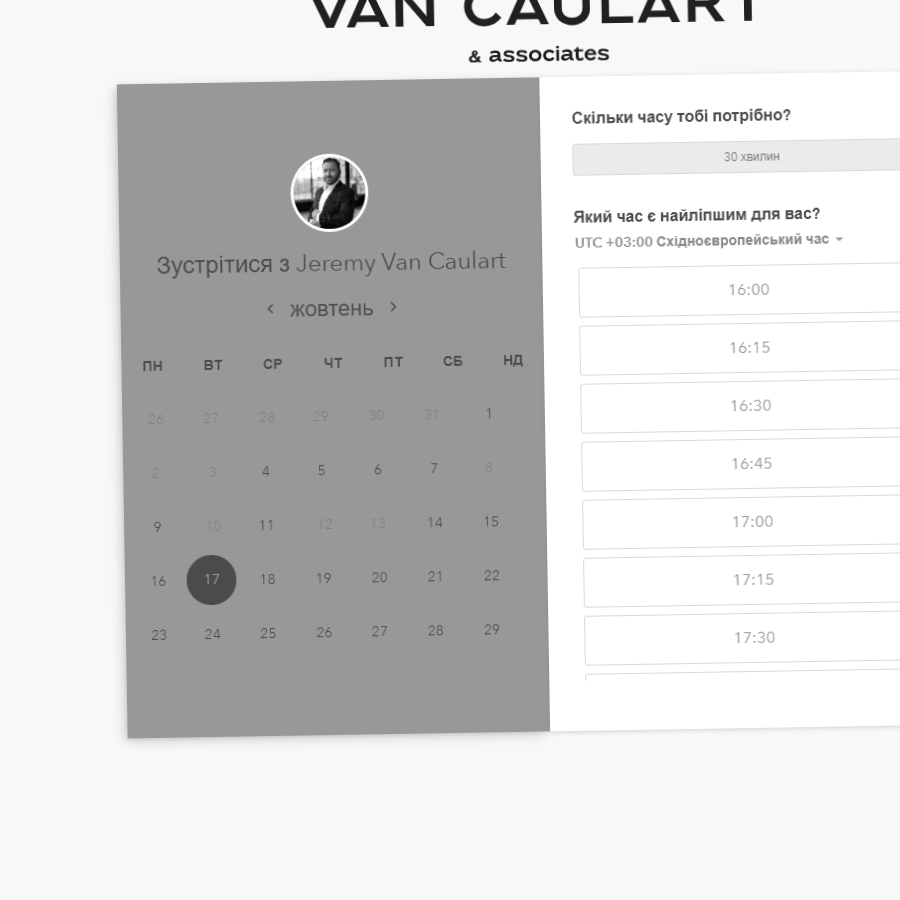 VAN CAULART
& associates
Зустрітися з Jeremy Van Caulart
жовтень
ПН ВТ СР ЧТ ПТ СБ НД
26 27 28 29 30 31 1
2 3 4 5 6 7 8
9 10 11 12 13 14 15
16 17 18 19 20 21 22
23 24 25 26 27 28 29
Скільки часу тобі потрібно?
30 хвилин
Який час є найліпшим для вас?
UTC +03:00 Східноєвропейський час
16:00
16:15
16:30
16:45
17:00
17:15
17:30